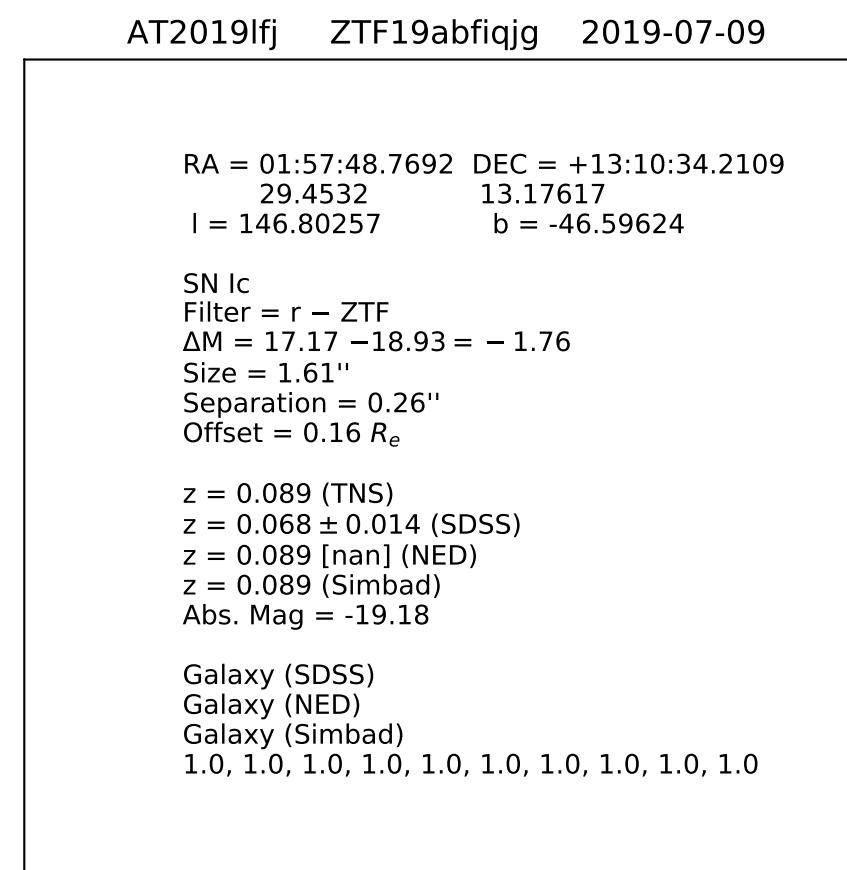 AT2019lfj ZTF19abfiqjg 2019-07-09
RA = 01:57:48.7692 DEC = +13:10:34.2109
29.4532 13.17617
l = 146.80257 b = -46.59624
SN Ic
Filter = r − ZTF
ΔM = 17.17 −18.93 = − 1.76
Size = 1.61''
Separation = 0.26''
Offset = 0.16 Rₑ
z = 0.089 (TNS)
z = 0.068 ± 0.014 (SDSS)
z = 0.089 [nan] (NED)
z = 0.089 (Simbad)
Abs. Mag = -19.18
Galaxy (SDSS)
Galaxy (NED)
Galaxy (Simbad)
1.0, 1.0, 1.0, 1.0, 1.0, 1.0, 1.0, 1.0, 1.0, 1.0